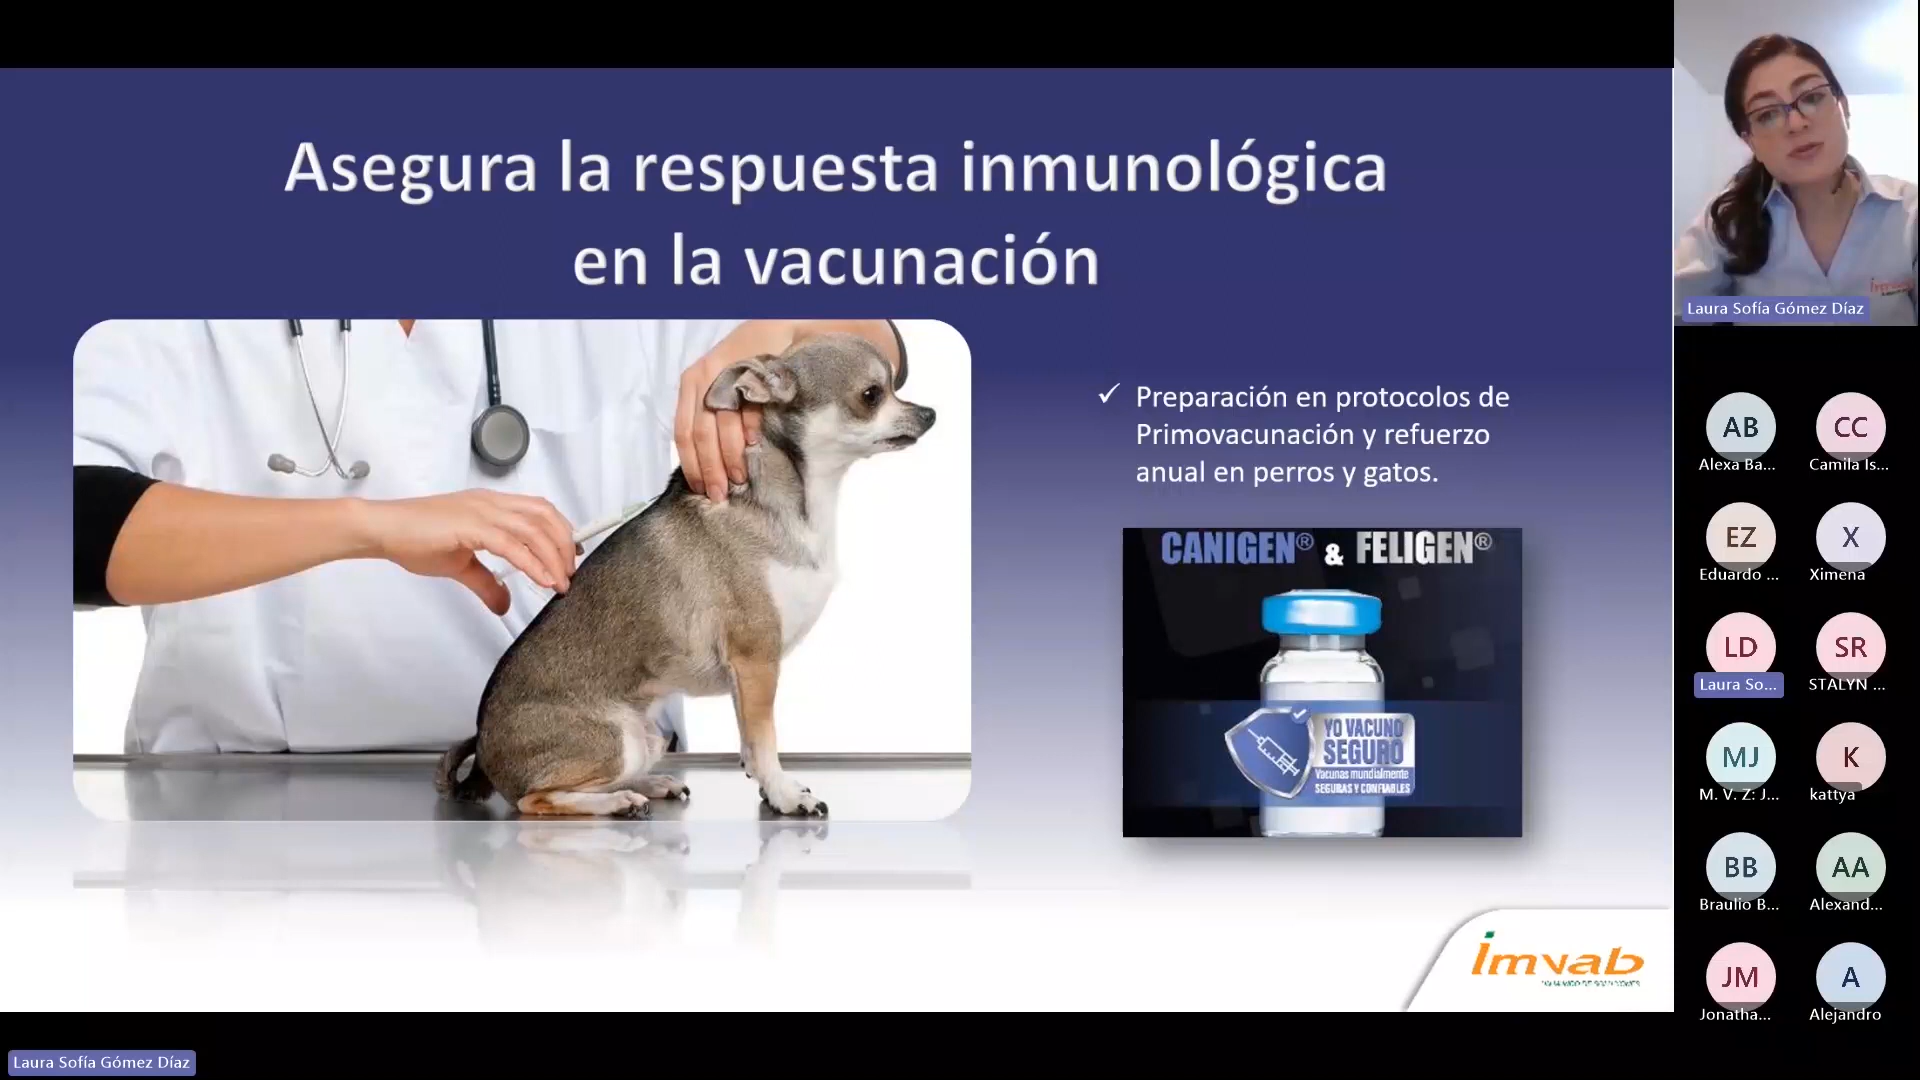 Asegura la respuesta inmunológica
en la vacunación
✓ Preparación en protocolos de
Primovacunación y refuerzo
anual en perros y gatos.
CANIGEN® & FELIGEN®
YO VACUNO
SEGURO
Vacunas mundialmente
SEGURAS Y CONFIABLES
imvab
Laura Sofía Gómez Díaz
Laura Sofía Gómez Díaz
AB
Alexa Ba...
CC
Camila Is...
EZ
Eduardo ...
X
Ximena
LD
Laura So...
SR
STALYN ...
MJ
M. V. Z: J...
K
kattya
BB
Braulio B...
AA
Alexand...
JM
Jonatha...
A
Alejandro